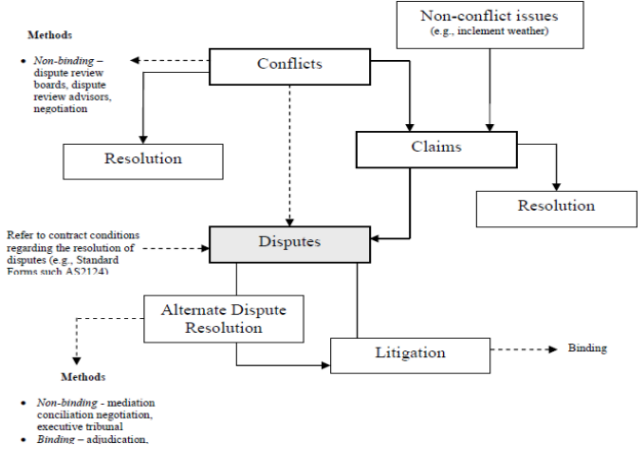 Non-conflict issues
(e.g., inclement weather)
Methods
• Non-binding –
dispute review
boards, dispute
review advisors,
negotiation
Conflicts
Resolution
Claims
Resolution
Refer to contract conditions
regarding the resolution of
disputes (e.g., Standard
Forms such AS2124)
Disputes
Alternate Dispute
Resolution
Litigation
Binding
Methods
• Non-binding - mediation
conciliation negotiation,
executive tribunal
• Binding – adjudication,